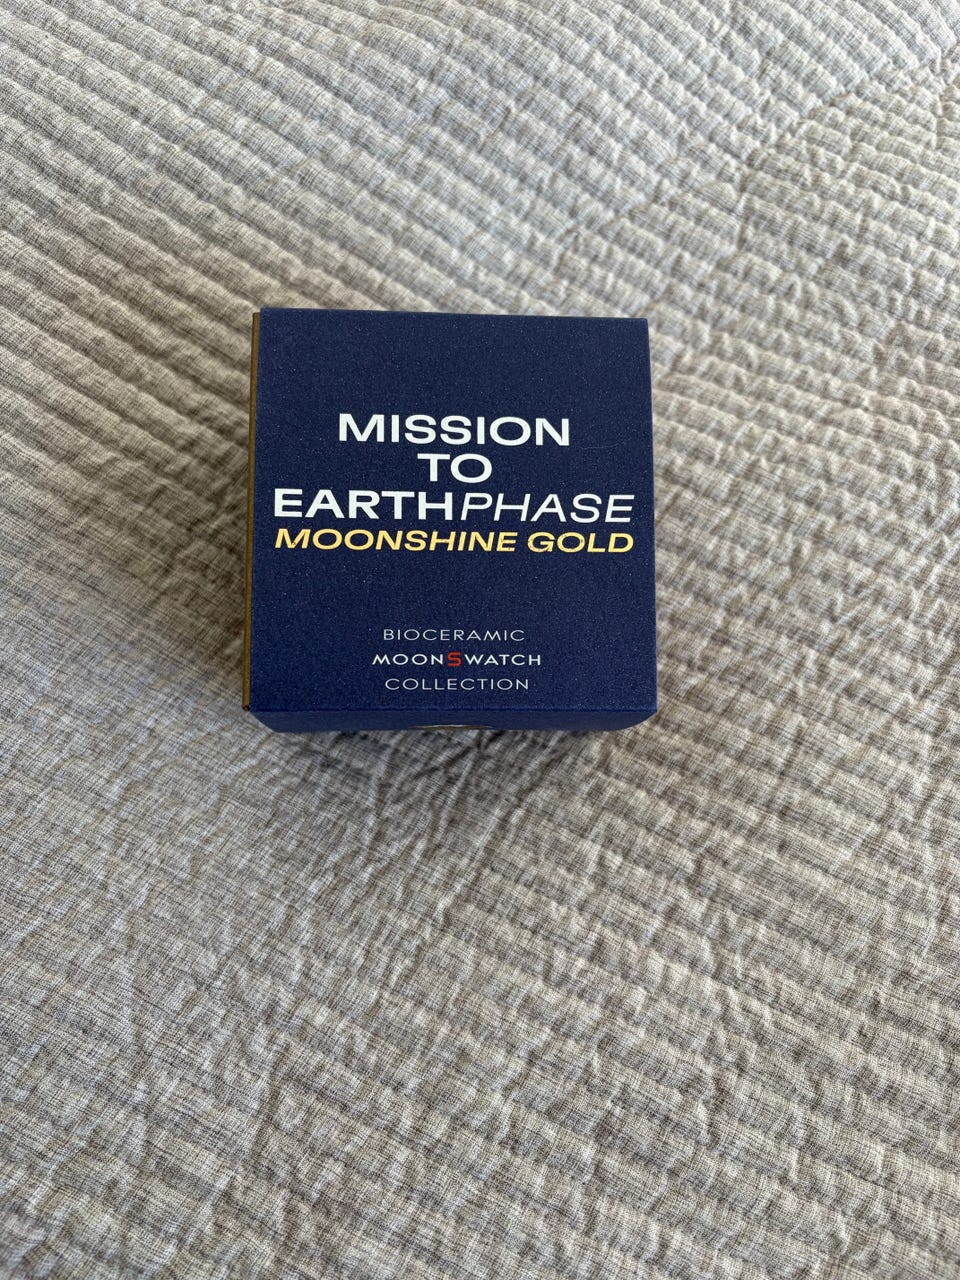 MISSION
TO
EARTHPHASE
MOONSHINE GOLD
BIOCERAMIC
MOONSWATCH
COLLECTION